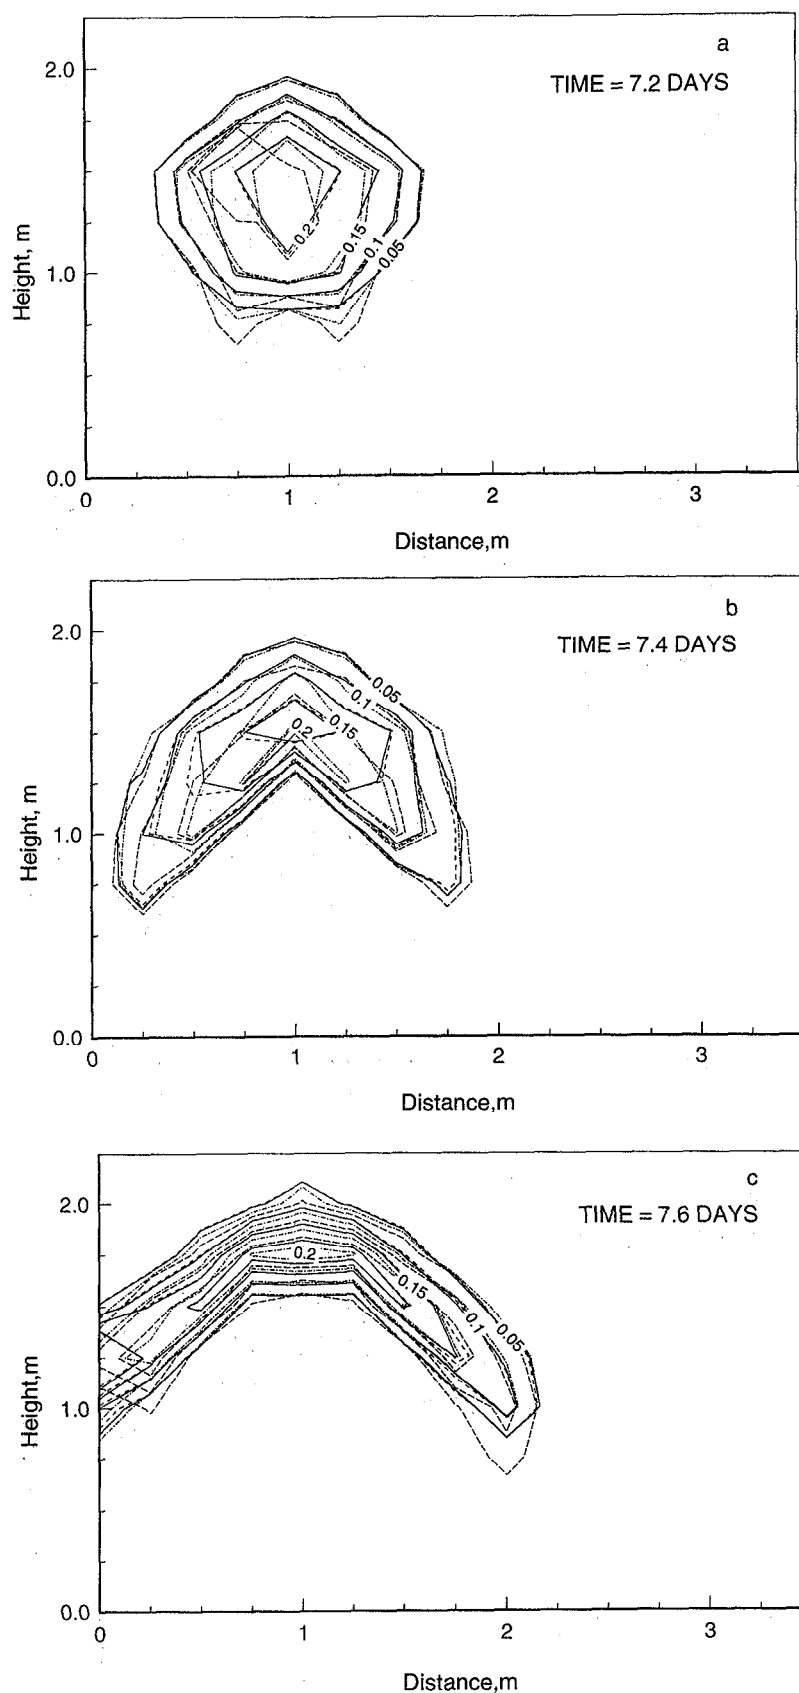 a
TIME = 7.2 DAYS
2.0
1.0
0.0
Height, m
0.2
0.15
0.1
0.05
0
1
2
3
Distance,m
b
TIME = 7.4 DAYS
2.0
1.0
0.0
Height, m
0.05
0.1
0.15
0.2
0
1
2
3
Distance,m
c
TIME = 7.6 DAYS
2.0
1.0
0.0
Height,m
0.2
0.15
0.1
0.05
0
1
2
3
Distance,m